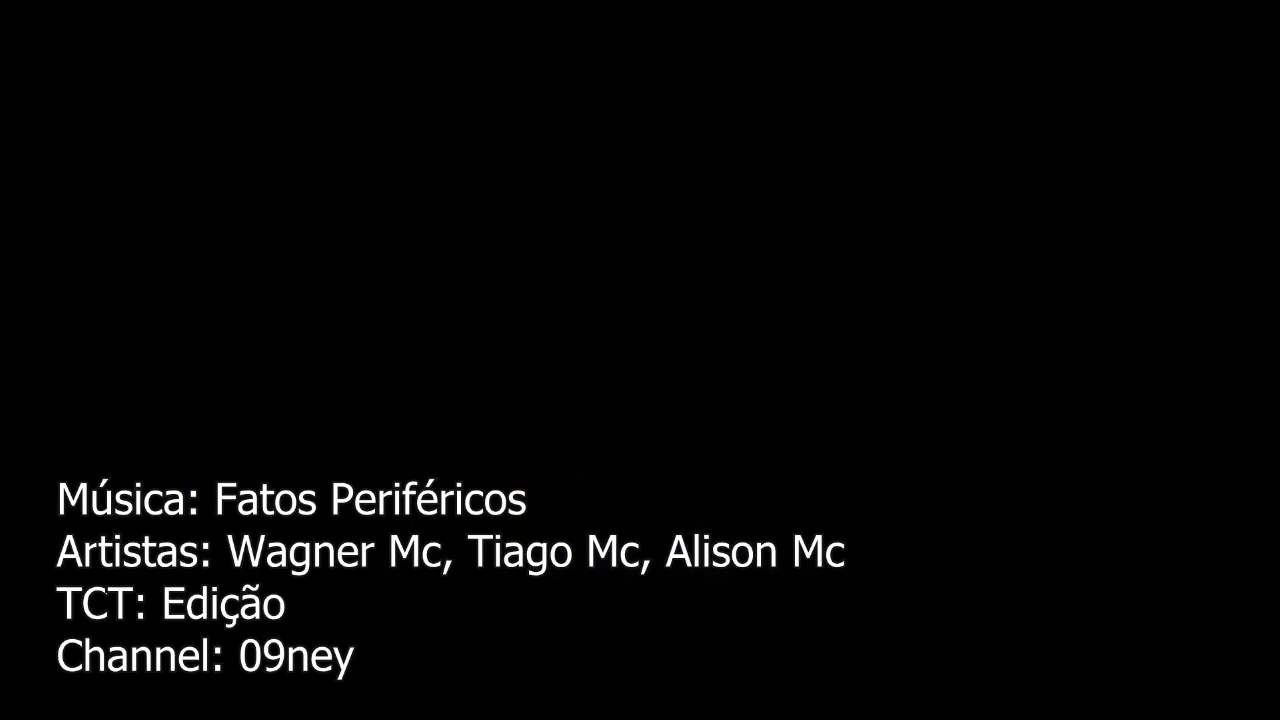 Música: Fatos Periféricos
Artistas: Wagner Mc, Tiago Mc, Alison Mc
TCT: Edição
Channel: 09ney